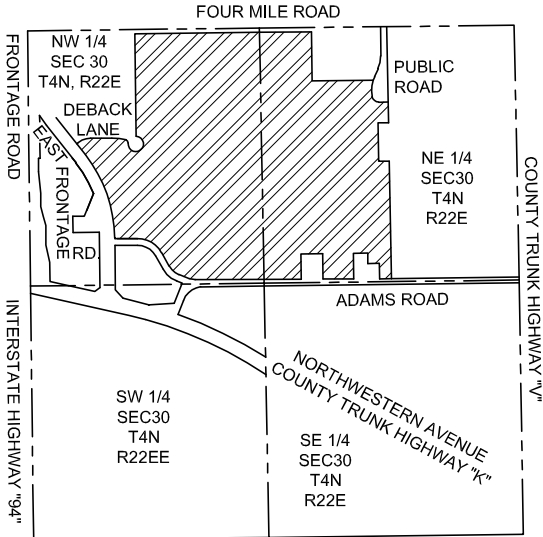 FOUR MILE ROAD
NW 1/4
SEC 30
T4N, R22E
FRONTAGE ROAD
DEBACK
LANE
EAST FRONTAGE
RD.
PUBLIC
ROAD
NE 1/4
SEC30
T4N
R22E
COUNTY TRUNK HIGHWAY "V"
ADAMS ROAD
INTERSTATE HIGHWAY "94"
NORTHWESTERN AVENUE
COUNTY TRUNK HIGHWAY "K"
SW 1/4
SEC30
T4N
R22EE
SE 1/4
SEC30
T4N
R22E